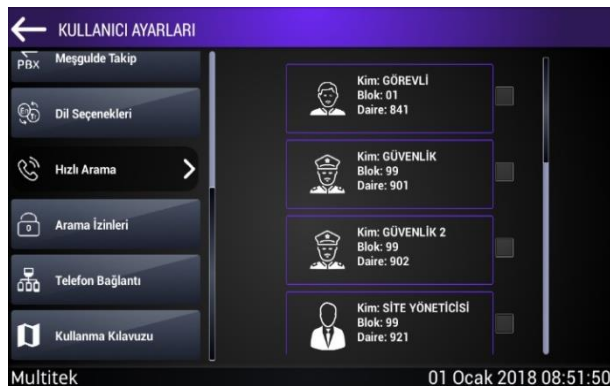 KULLANICI AYARLARI
PBX
Meşgulde Takip
Dil Seçenekleri
Hızlı Arama
Arama İzinleri
Telefon Bağlantı
Kullanma Kılavuzu
Kim: GÖREVLİ
Blok: 01
Daire: 841
Kim: GÜVENLİK
Blok: 99
Daire: 901
Kim: GÜVENLİK 2
Blok: 99
Daire: 902
Kim: SİTE YÖNETİCİSİ
Blok: 99
Daire: 921
Multitek
01 Ocak 2018 08:51:50